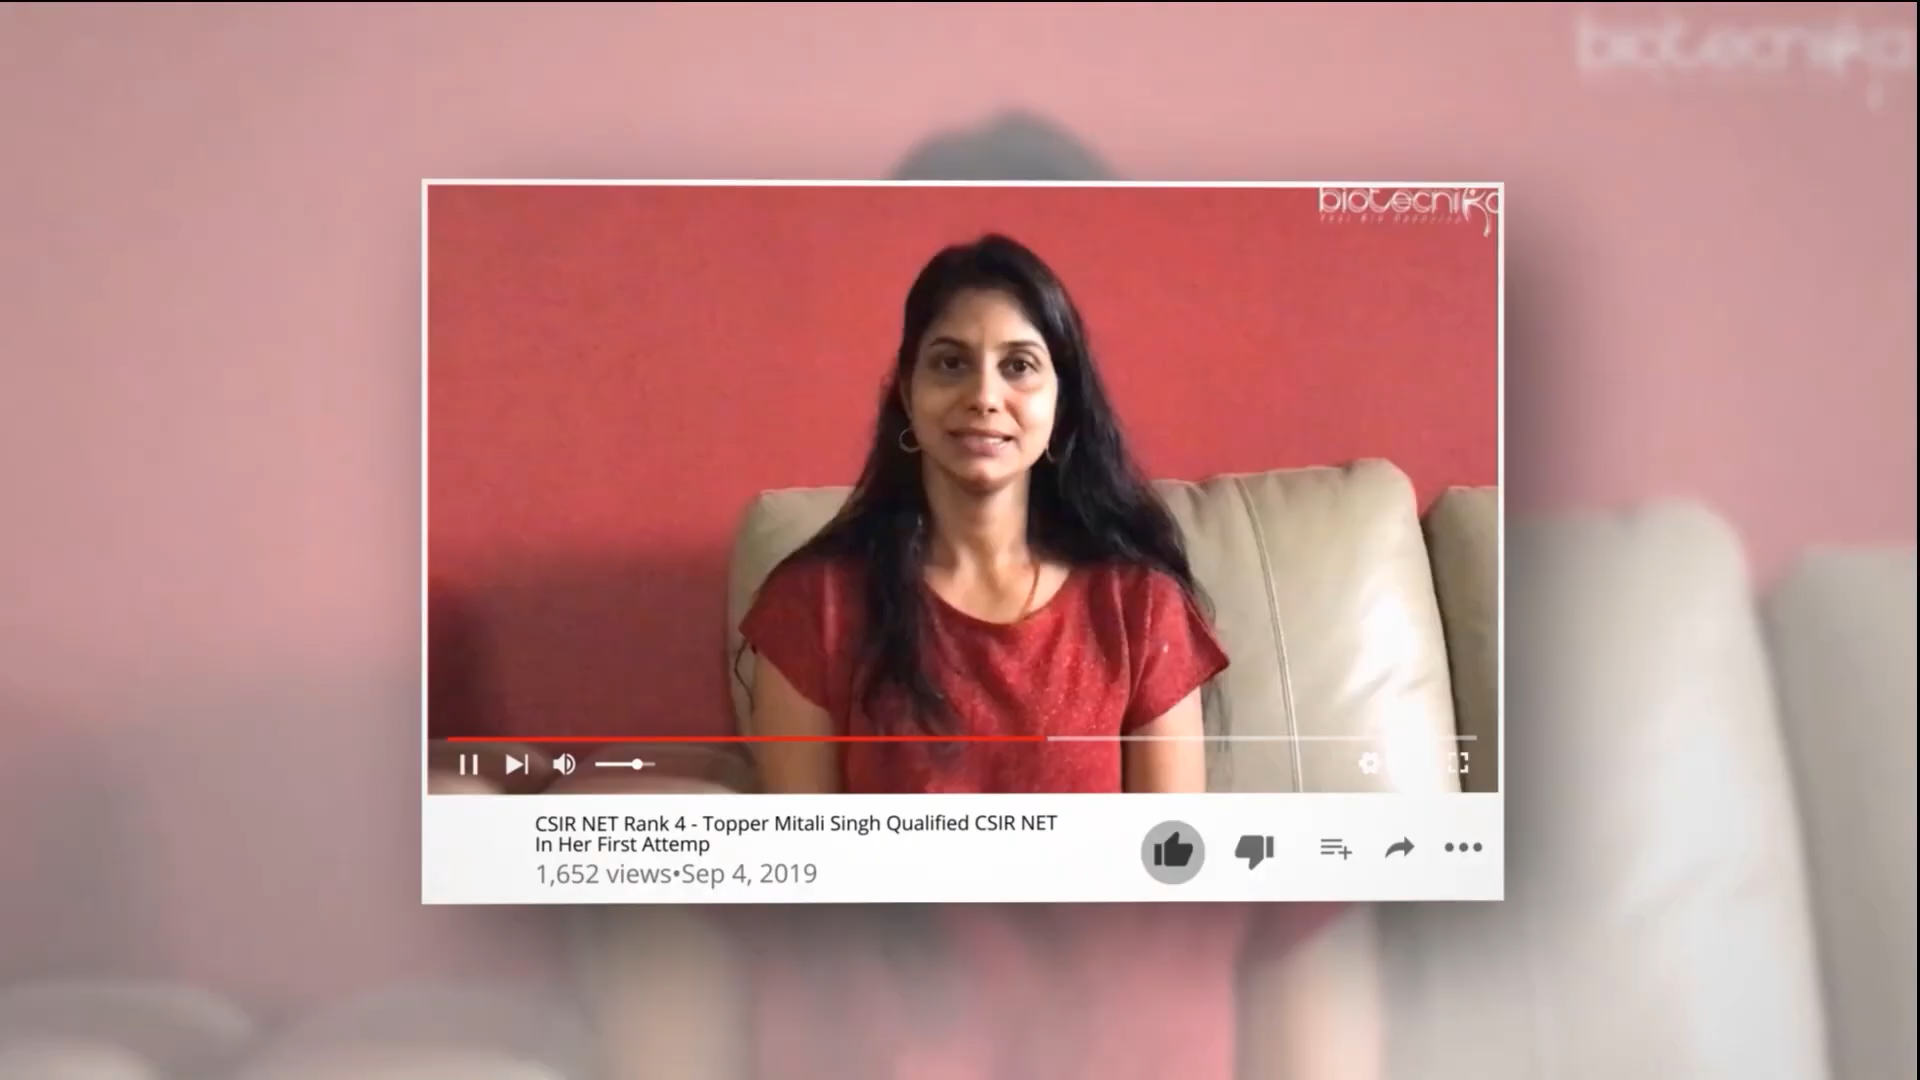 biotecnika
biotecnika
CSIR NET Rank 4 - Topper Mitali Singh Qualified CSIR NET
In Her First Attemp
1,652 views•Sep 4, 2019